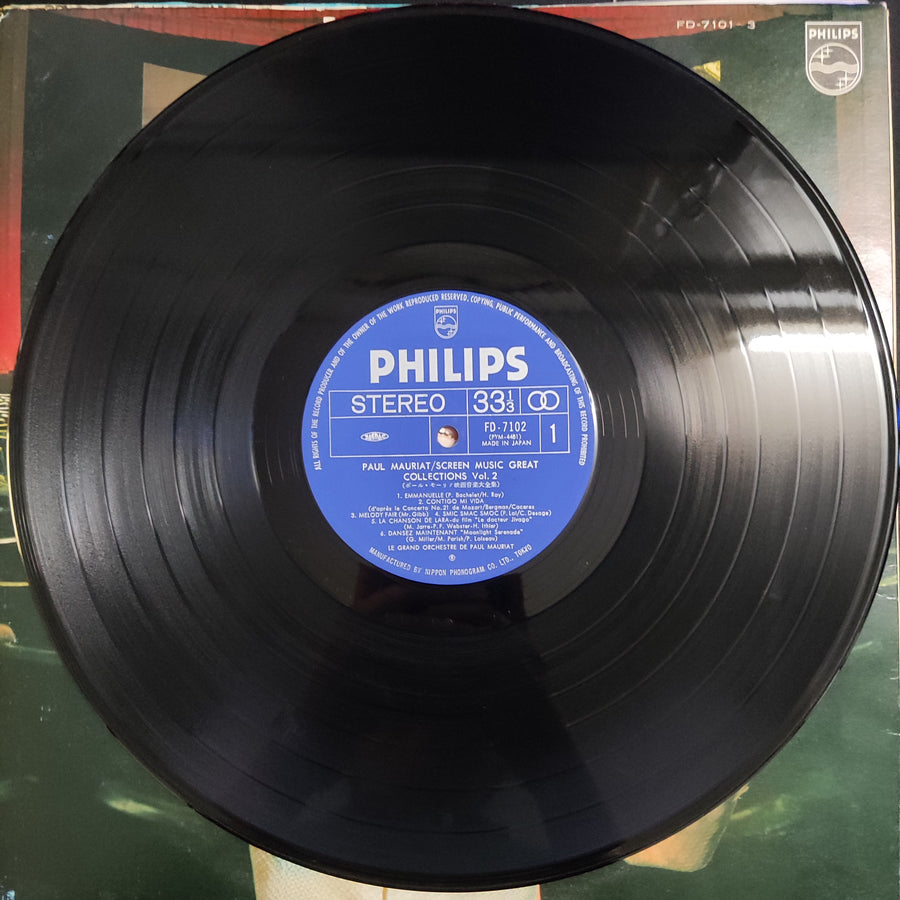 FD-7101~3
PHILIPS
ALL RIGHTS OF THE RECORD PRODUCER AND OF THE OWNER OF THE WORK REPRODUCED RESERVED. COPYING, PUBLIC PERFORMANCE AND BROADCASTING OF THIS RECORD PROHIBITED
PHILIPS
PHILIPS
STEREO 33 1/3
FD-7102
(PYM-4481)
MADE IN JAPAN
1
PAUL MAURIAT/SCREEN MUSIC GREAT
COLLECTIONS Vol. 2
(ポール・モーリ/映画音楽大全集)
1. EMMANUELLE (P. Bachelet/H. Roy)
2. CONTIGO MI VIDA
(d'après le Concerto No.21 de Mozart/Bergman/Caceres
3. MELODY FAIR (Mr. Gibb) 4. SMIC SMAC SMOC (F. Lai/C. Desage)
5. LA CHANSON DE LARA-du film "Le docteur Jivago"
(M. Jarre-P. F. Webster-H. Ithier)
6. DANSEZ MAINTENANT "Moonlight Serenade"
(G. Miller/M. Parish/P. Loiseau)
LE GRAND ORCHESTRE DE PAUL MAURIAT
Ⓟ
MANUFACTURED BY NIPPON PHONOGRAM CO. LTD., TOKYO